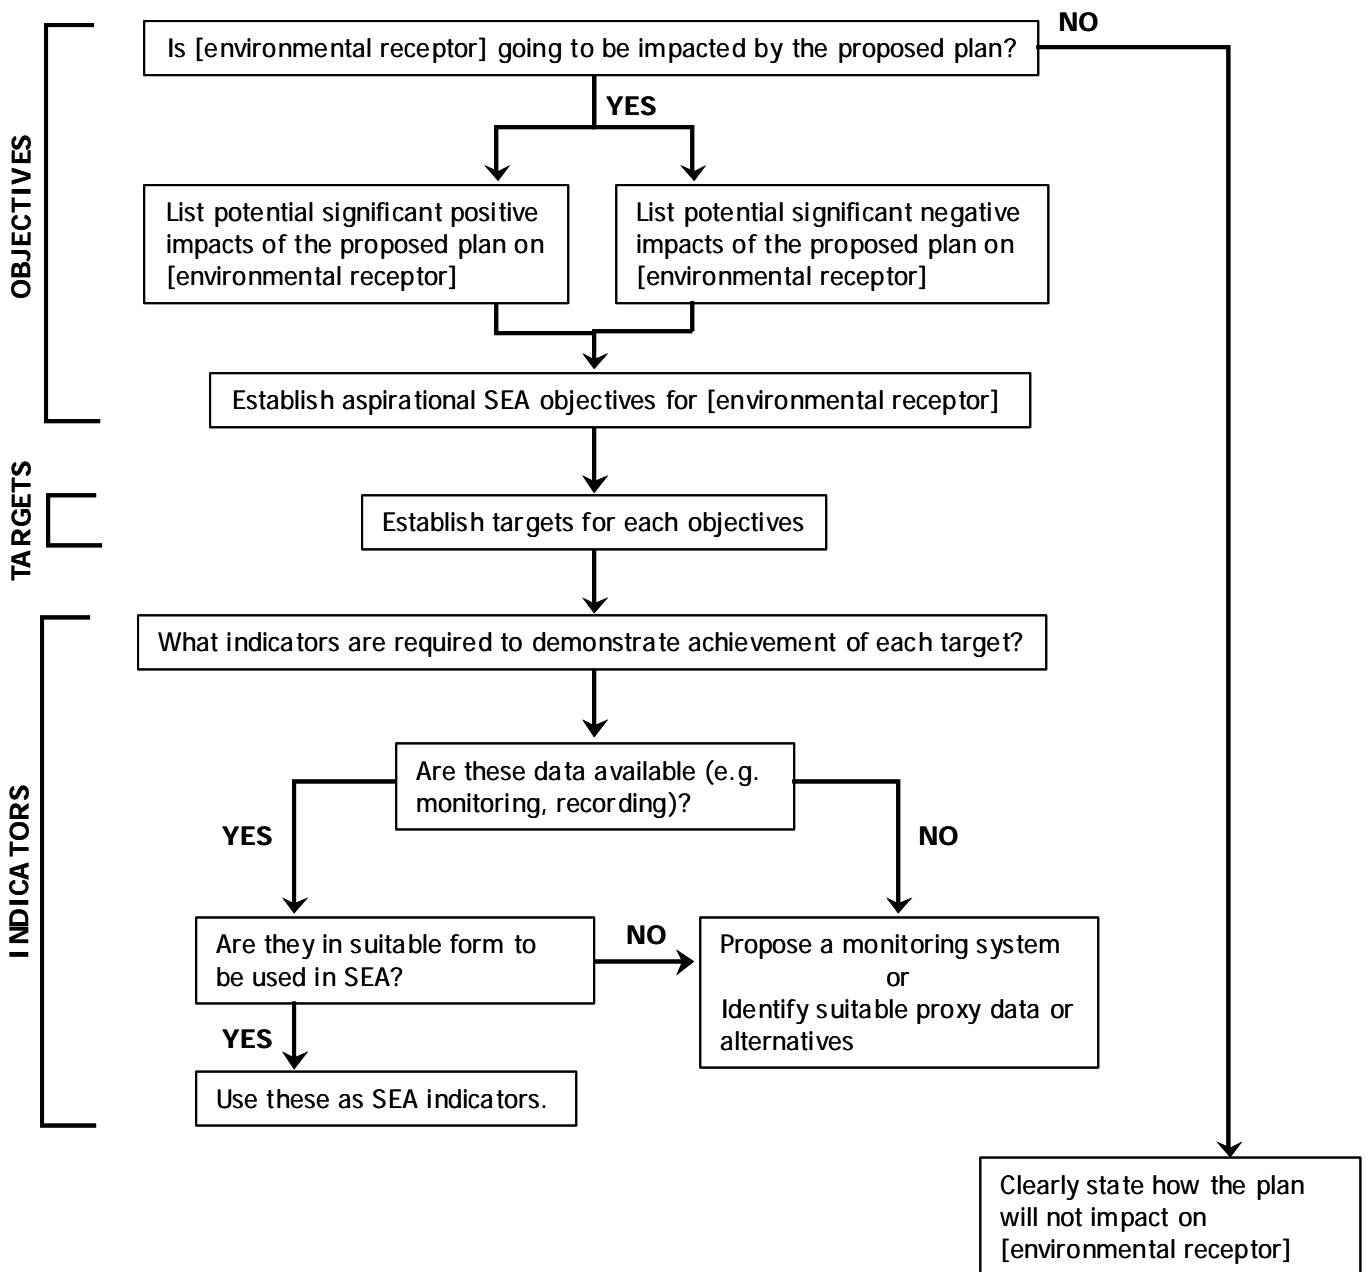 NO
Is [environmental receptor] going to be impacted by the proposed plan?
YES
OBJECTIVES
List potential significant positive
impacts of the proposed plan on
[environmental receptor]
List potential significant negative
impacts of the proposed plan on
[environmental receptor]
Establish aspirational SEA objectives for [environmental receptor]
TARGETS
Establish targets for each objectives
What indicators are required to demonstrate achievement of each target?
INDICATORS
Are these data available (e.g.
monitoring, recording)?
YES
NO
Are they in suitable form to
be used in SEA?
NO
Propose a monitoring system
or
Identify suitable proxy data or
alternatives
YES
Use these as SEA indicators.
Clearly state how the plan
will not impact on
[environmental receptor]